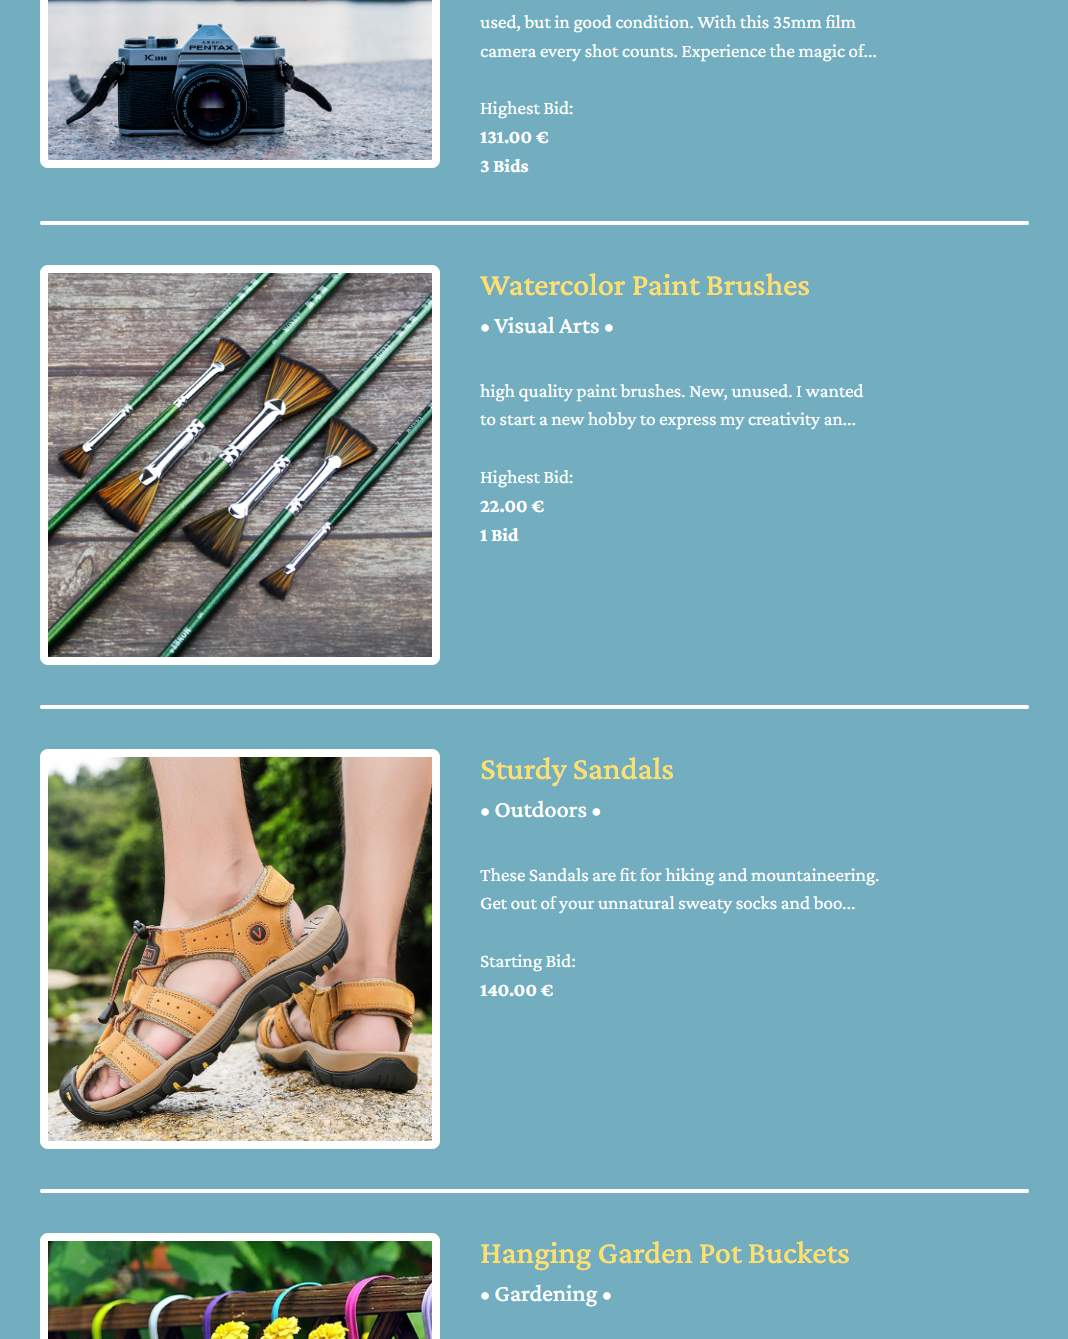 used, but in good condition. With this 35mm film
camera every shot counts. Experience the magic of...
ASAHI
PENTAX
K1000
Highest Bid:
131.00 €
3 Bids
Watercolor Paint Brushes
• Visual Arts •
high quality paint brushes. New, unused. I wanted
to start a new hobby to express my creativity an...
Highest Bid:
22.00 €
1 Bid
Sturdy Sandals
• Outdoors •
These Sandals are fit for hiking and mountaineering.
Get out of your unnatural sweaty socks and boo...
Starting Bid:
140.00 €
Hanging Garden Pot Buckets
• Gardening •